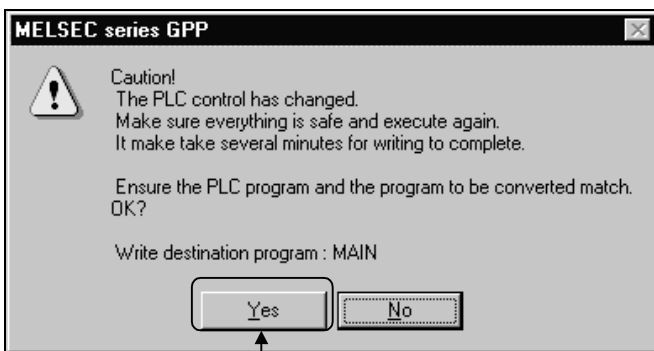 MELSEC series GPP
Caution!
The PLC control has changed.
Make sure everything is safe and execute again.
It make take several minutes for writing to complete.
Ensure the PLC program and the program to be converted match.
OK?
Write destination program : MAIN
Yes No